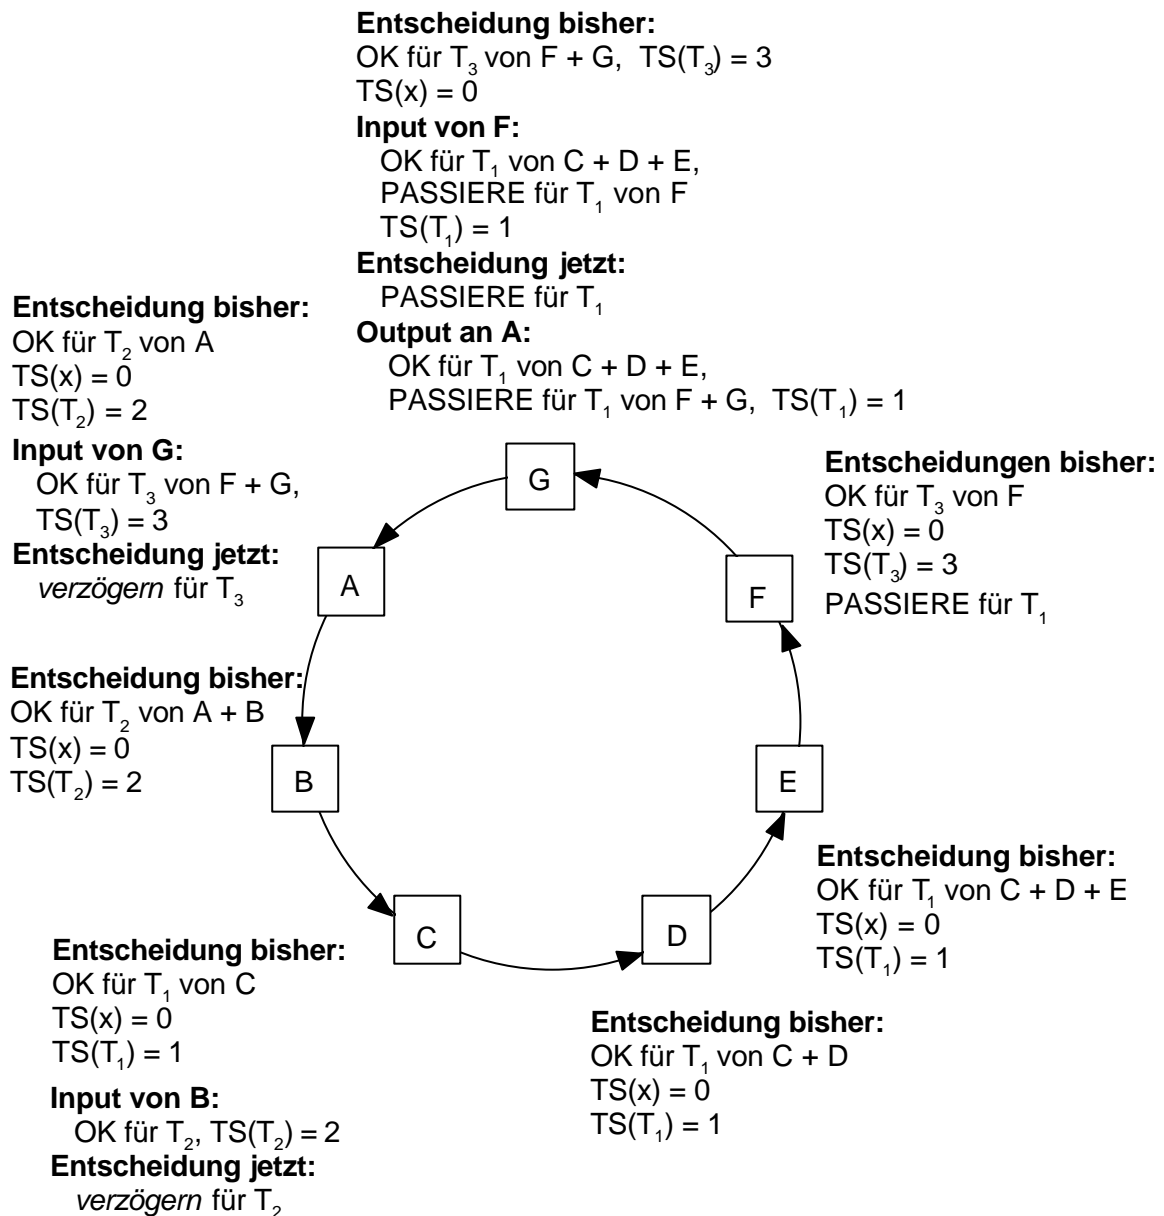 Entscheidung bisher:
OK für T₃ von F + G, TS(T₃) = 3
TS(x) = 0
Input von F:
OK für T₁ von C + D + E,
PASSIERE für T₁ von F
TS(T₁) = 1
Entscheidung jetzt:
PASSIERE für T₁
Output an A:
OK für T₁ von C + D + E,
PASSIERE für T₁ von F + G, TS(T₁) = 1
Entscheidung bisher:
OK für T₂ von A
TS(x) = 0
TS(T₂) = 2
Input von G:
OK für T₃ von F + G,
TS(T₃) = 3
Entscheidung jetzt:
verzögern für T₃
G
Entscheidungen bisher:
OK für T₃ von F
TS(x) = 0
TS(T₃) = 3
PASSIERE für T₁
A
F
Entscheidung bisher:
OK für T₂ von A + B
TS(x) = 0
TS(T₂) = 2
B
E
Entscheidung bisher:
OK für T₁ von C + D + E
TS(x) = 0
TS(T₁) = 1
C
D
Entscheidung bisher:
OK für T₁ von C
TS(x) = 0
TS(T₁) = 1
Input von B:
OK für T₂, TS(T₂) = 2
Entscheidung jetzt:
verzögern für T₂
Entscheidung bisher:
OK für T₁ von C + D
TS(x) = 0
TS(T₁) = 1